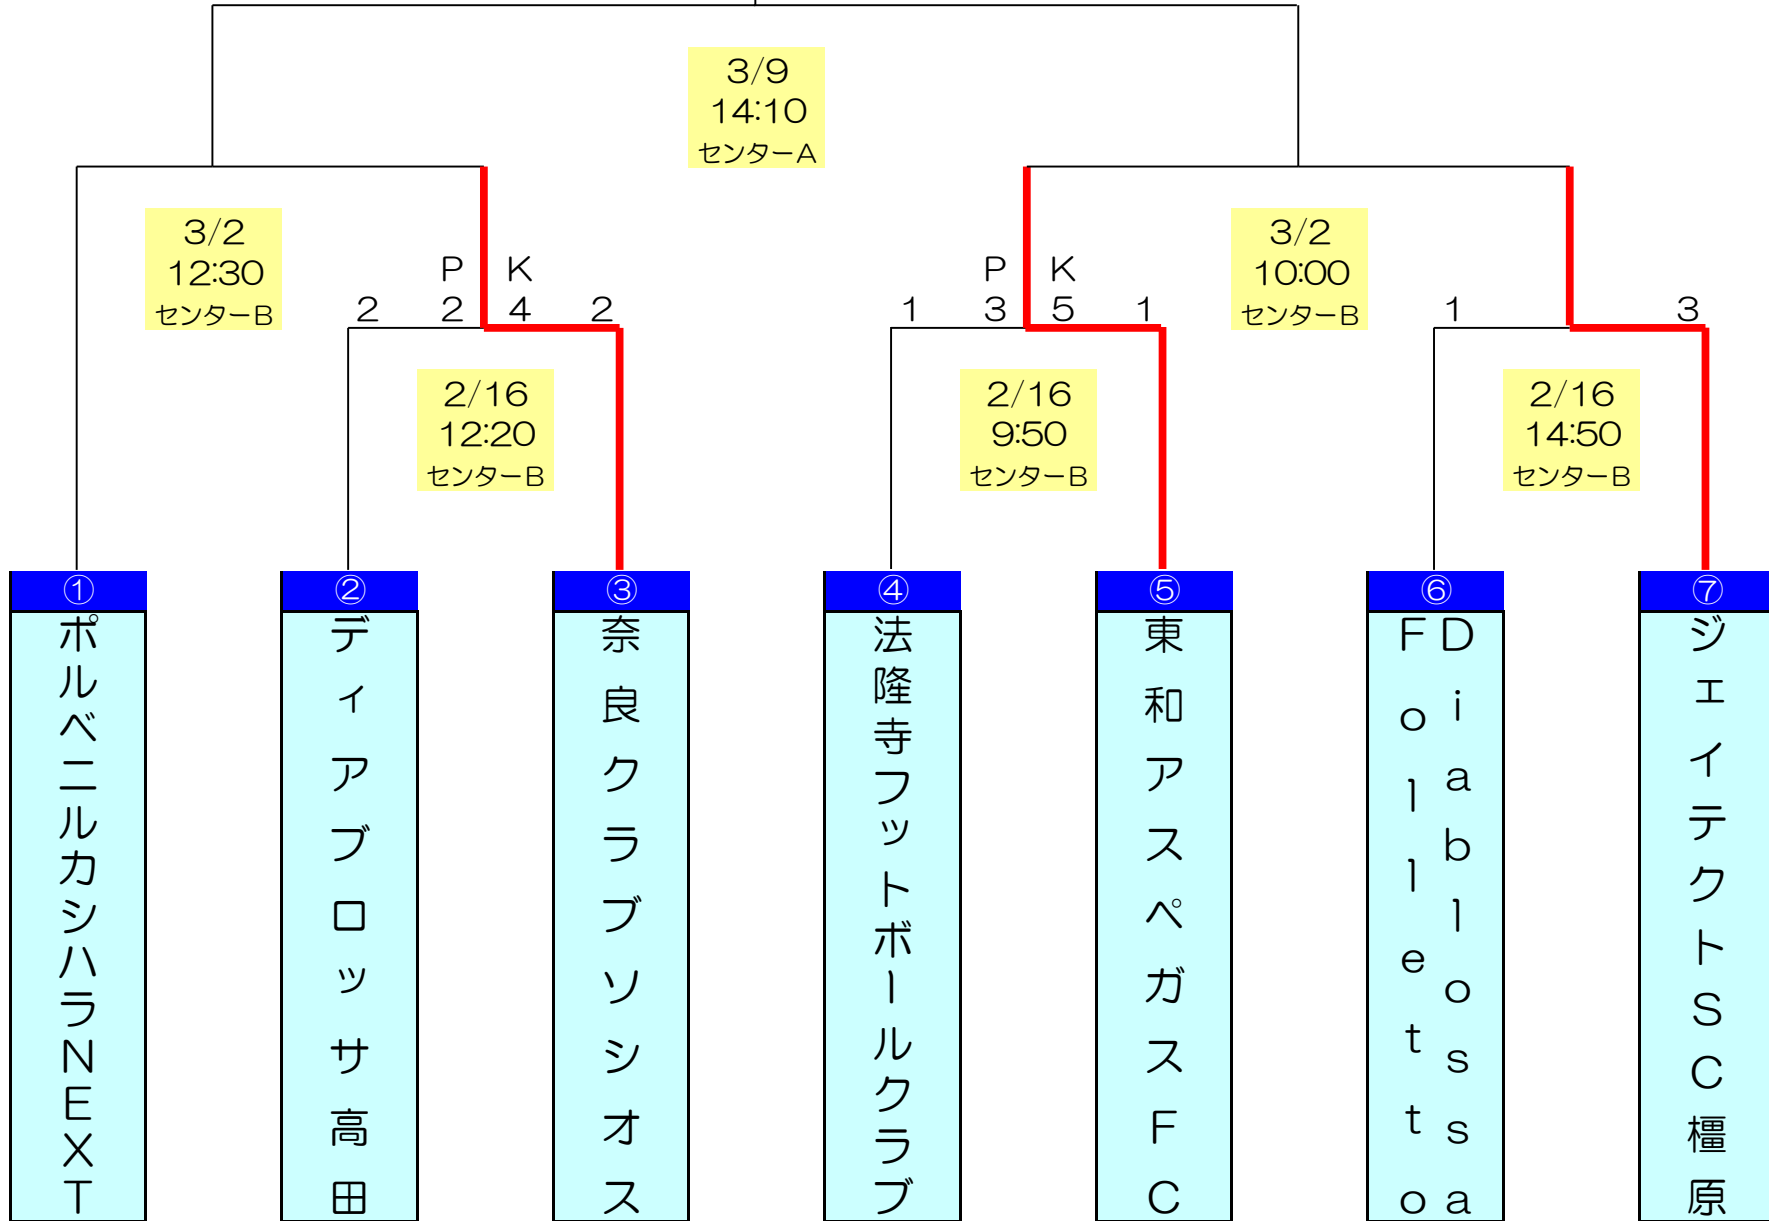 3/9
14:10
センターA
3/2
12:30
センターB
3/2
10:00
センターB
P K
2 2 4 2
P K
1 3 5 1
1 3
2/16
12:20
センターB
2/16
9:50
センターB
2/16
14:50
センターB
①
ポルベニルカシハラNEXT
②
ディアブロッサ高田
③
奈良クラブソシオス
④
法隆寺フットボールクラブ
⑤
東和アスペガスFC
⑥
Diablossa
Folletto
⑦
ジェイテクトSC橿原